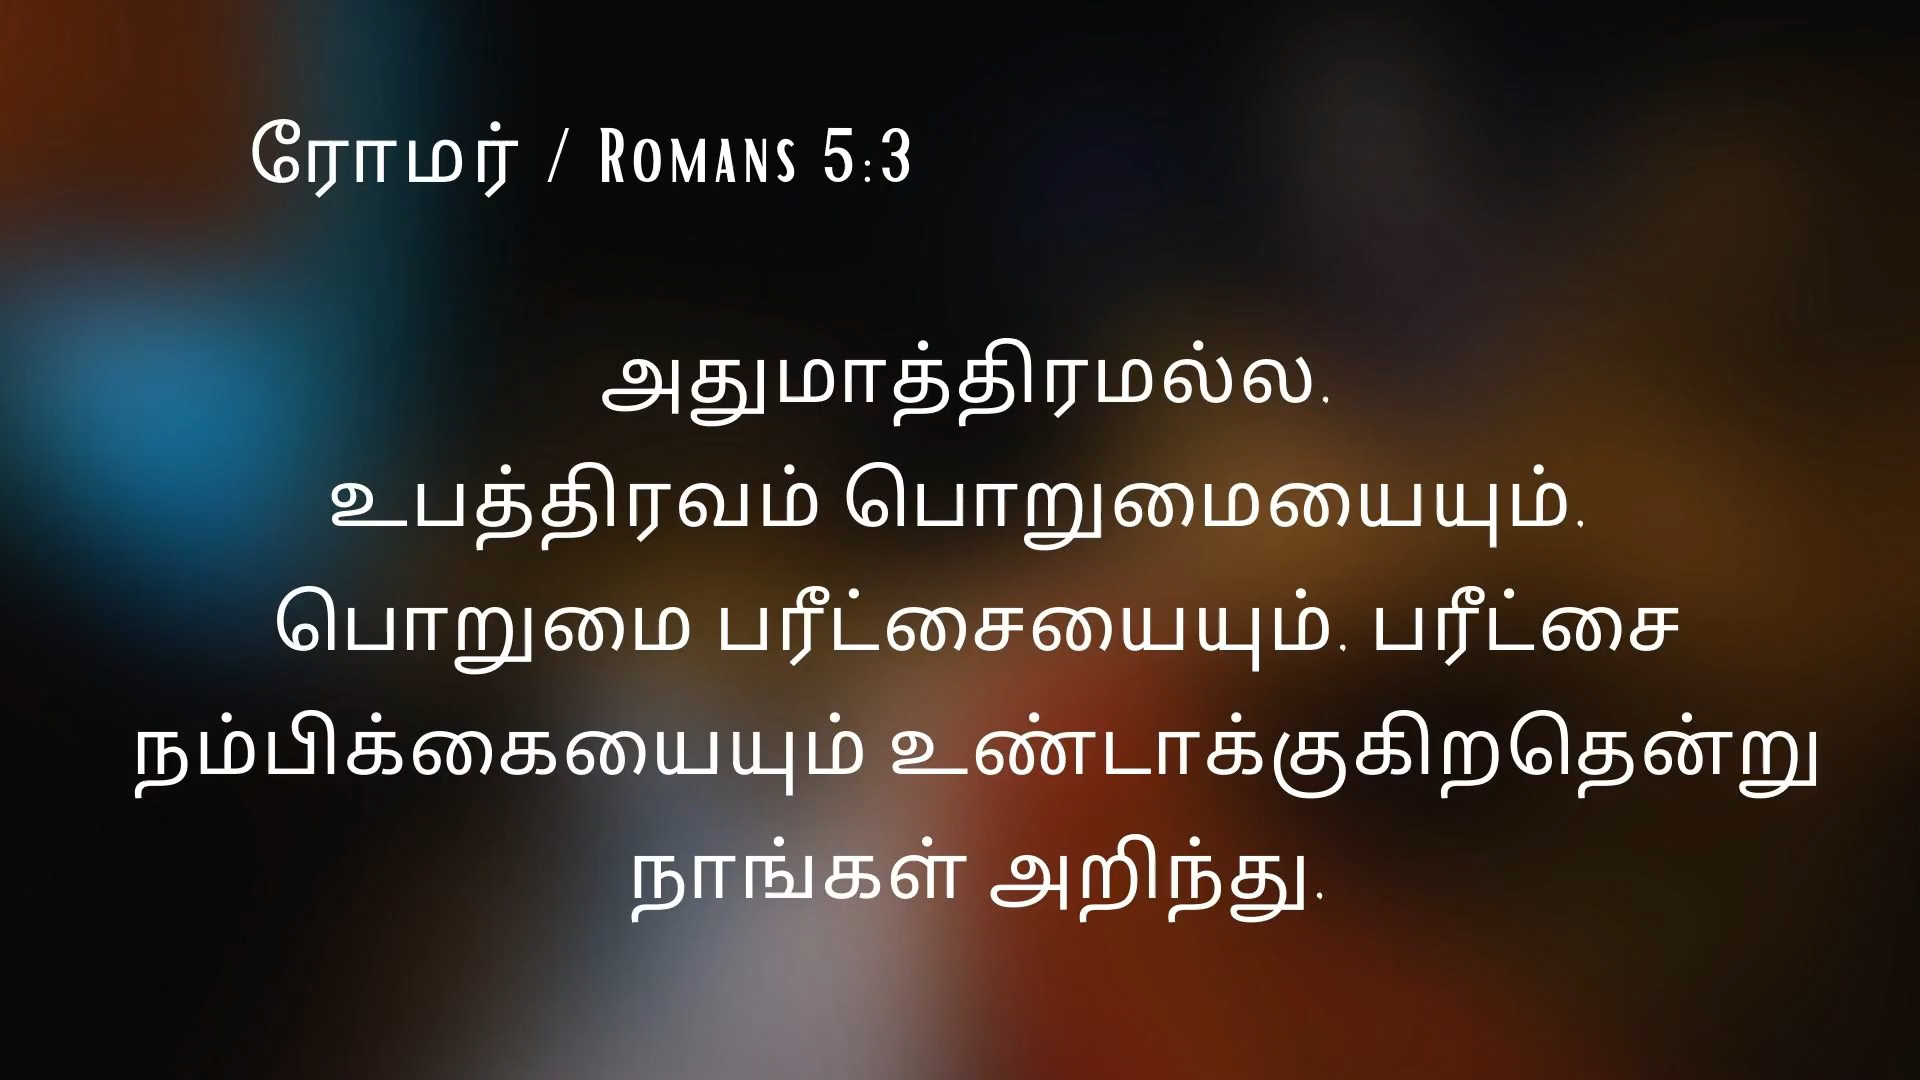 ரோமர் / Romans 5:3
அதுமாத்திரமல்ல,
உபத்திரவம் பொறுமையையும்,
பொறுமை பரீட்சையையும், பரீட்சை
நம்பிக்கையையும் உண்டாக்குகிறதென்று
நாங்கள் அறிந்து,